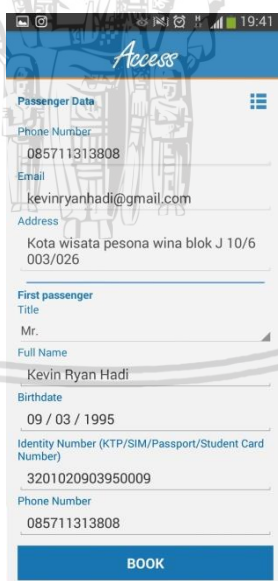 19:41
Access
Passenger Data
Phone Number
085711313808
Email
kevinryanhadi@gmail.com
Address
Kota wisata pesona wina blok J 10/6
003/026
First passenger
Title
Mr.
Full Name
Kevin Ryan Hadi
Birthdate
09 / 03 / 1995
Identity Number (KTP/SIM/Passport/Student Card
Number)
3201020903950009
Phone Number
085711313808
BOOK